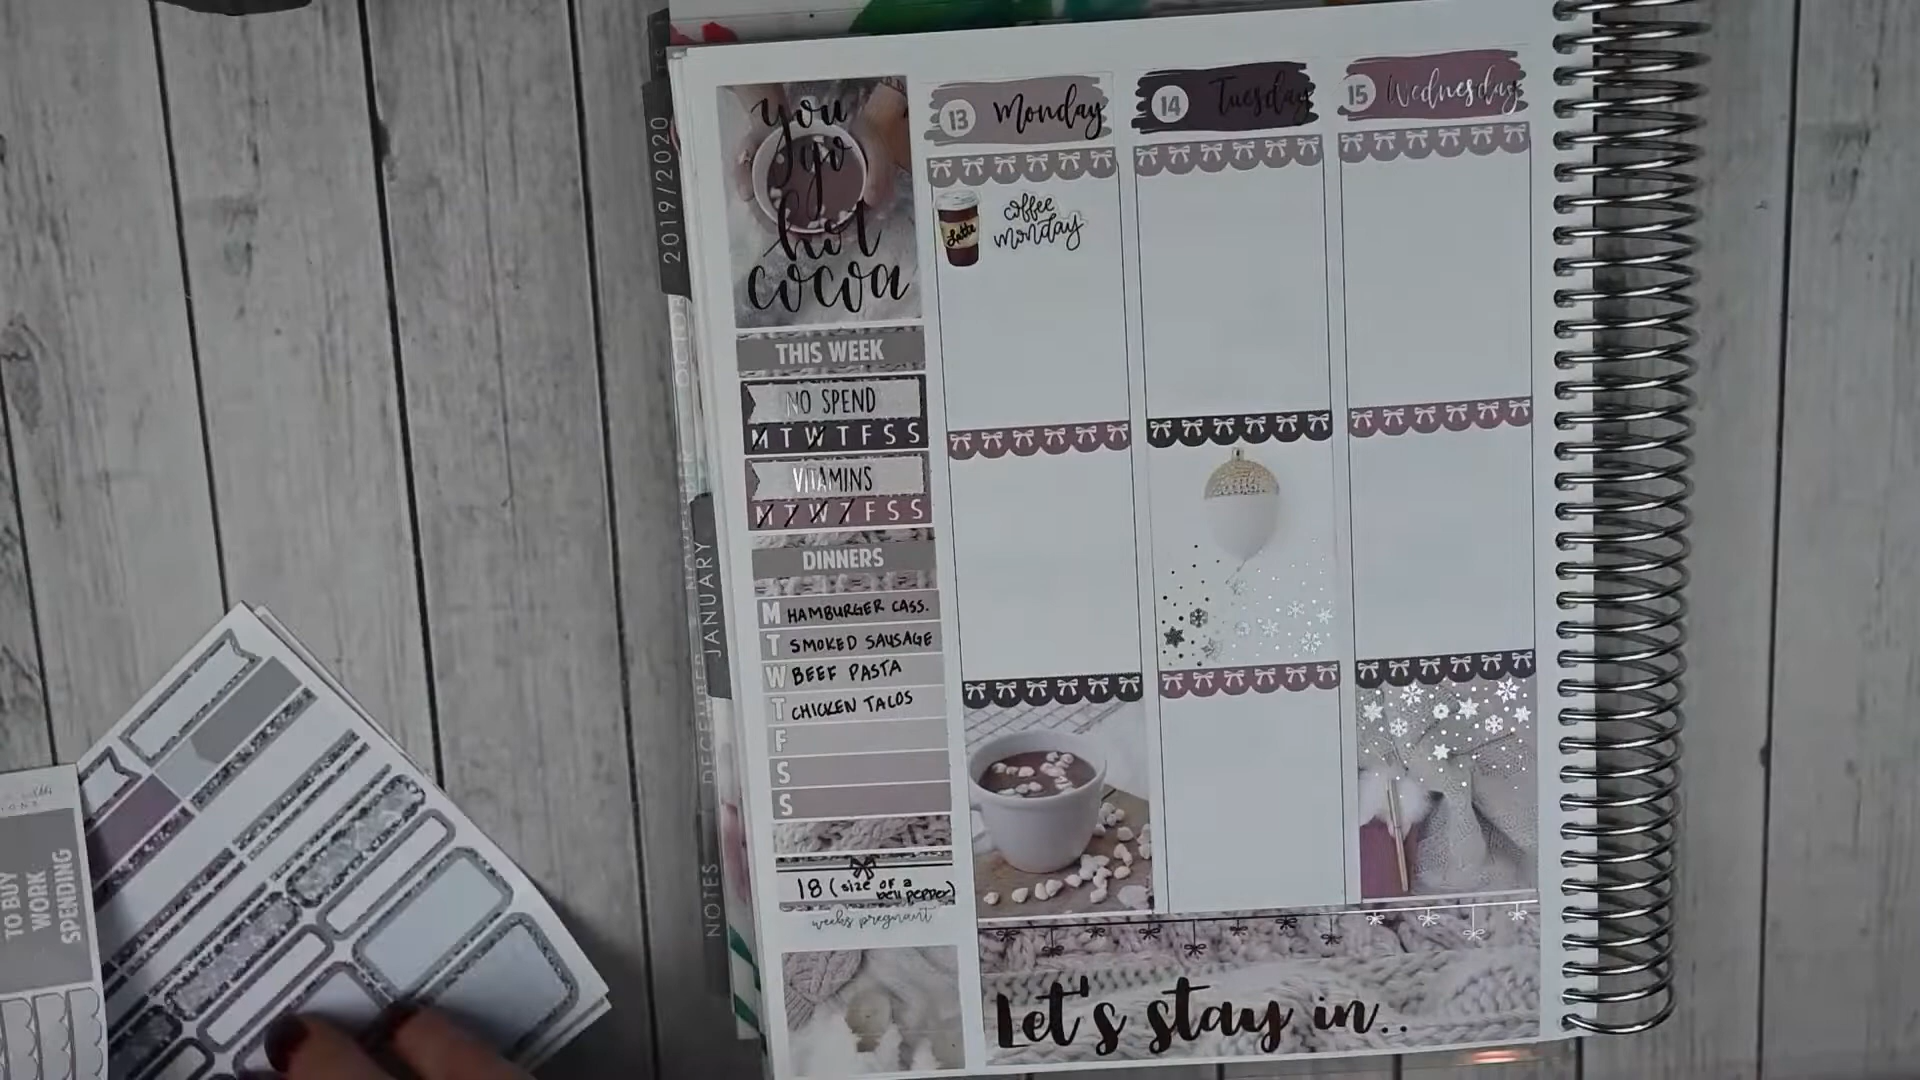 you
go
hot
cocoa
THIS WEEK
NO SPEND
M T W T F S S
VITAMINS
M T W T F S S
DINNERS
M HAMBURGER CASS.
T SMOKED SAUSAGE
W BEEF PASTA
T CHICKEN TACOS
F
S
S
18 (size of a
bell pepper)
weeks pregnant
13 Monday
14 Tuesday
15 Wednesday
Latte
coffee
monday
Let's stay in..
2019/2020
OCTOB
NOVEMBER
DECEMBER
JANUARY
NOTES
TO BUY
WORK
SPENDING